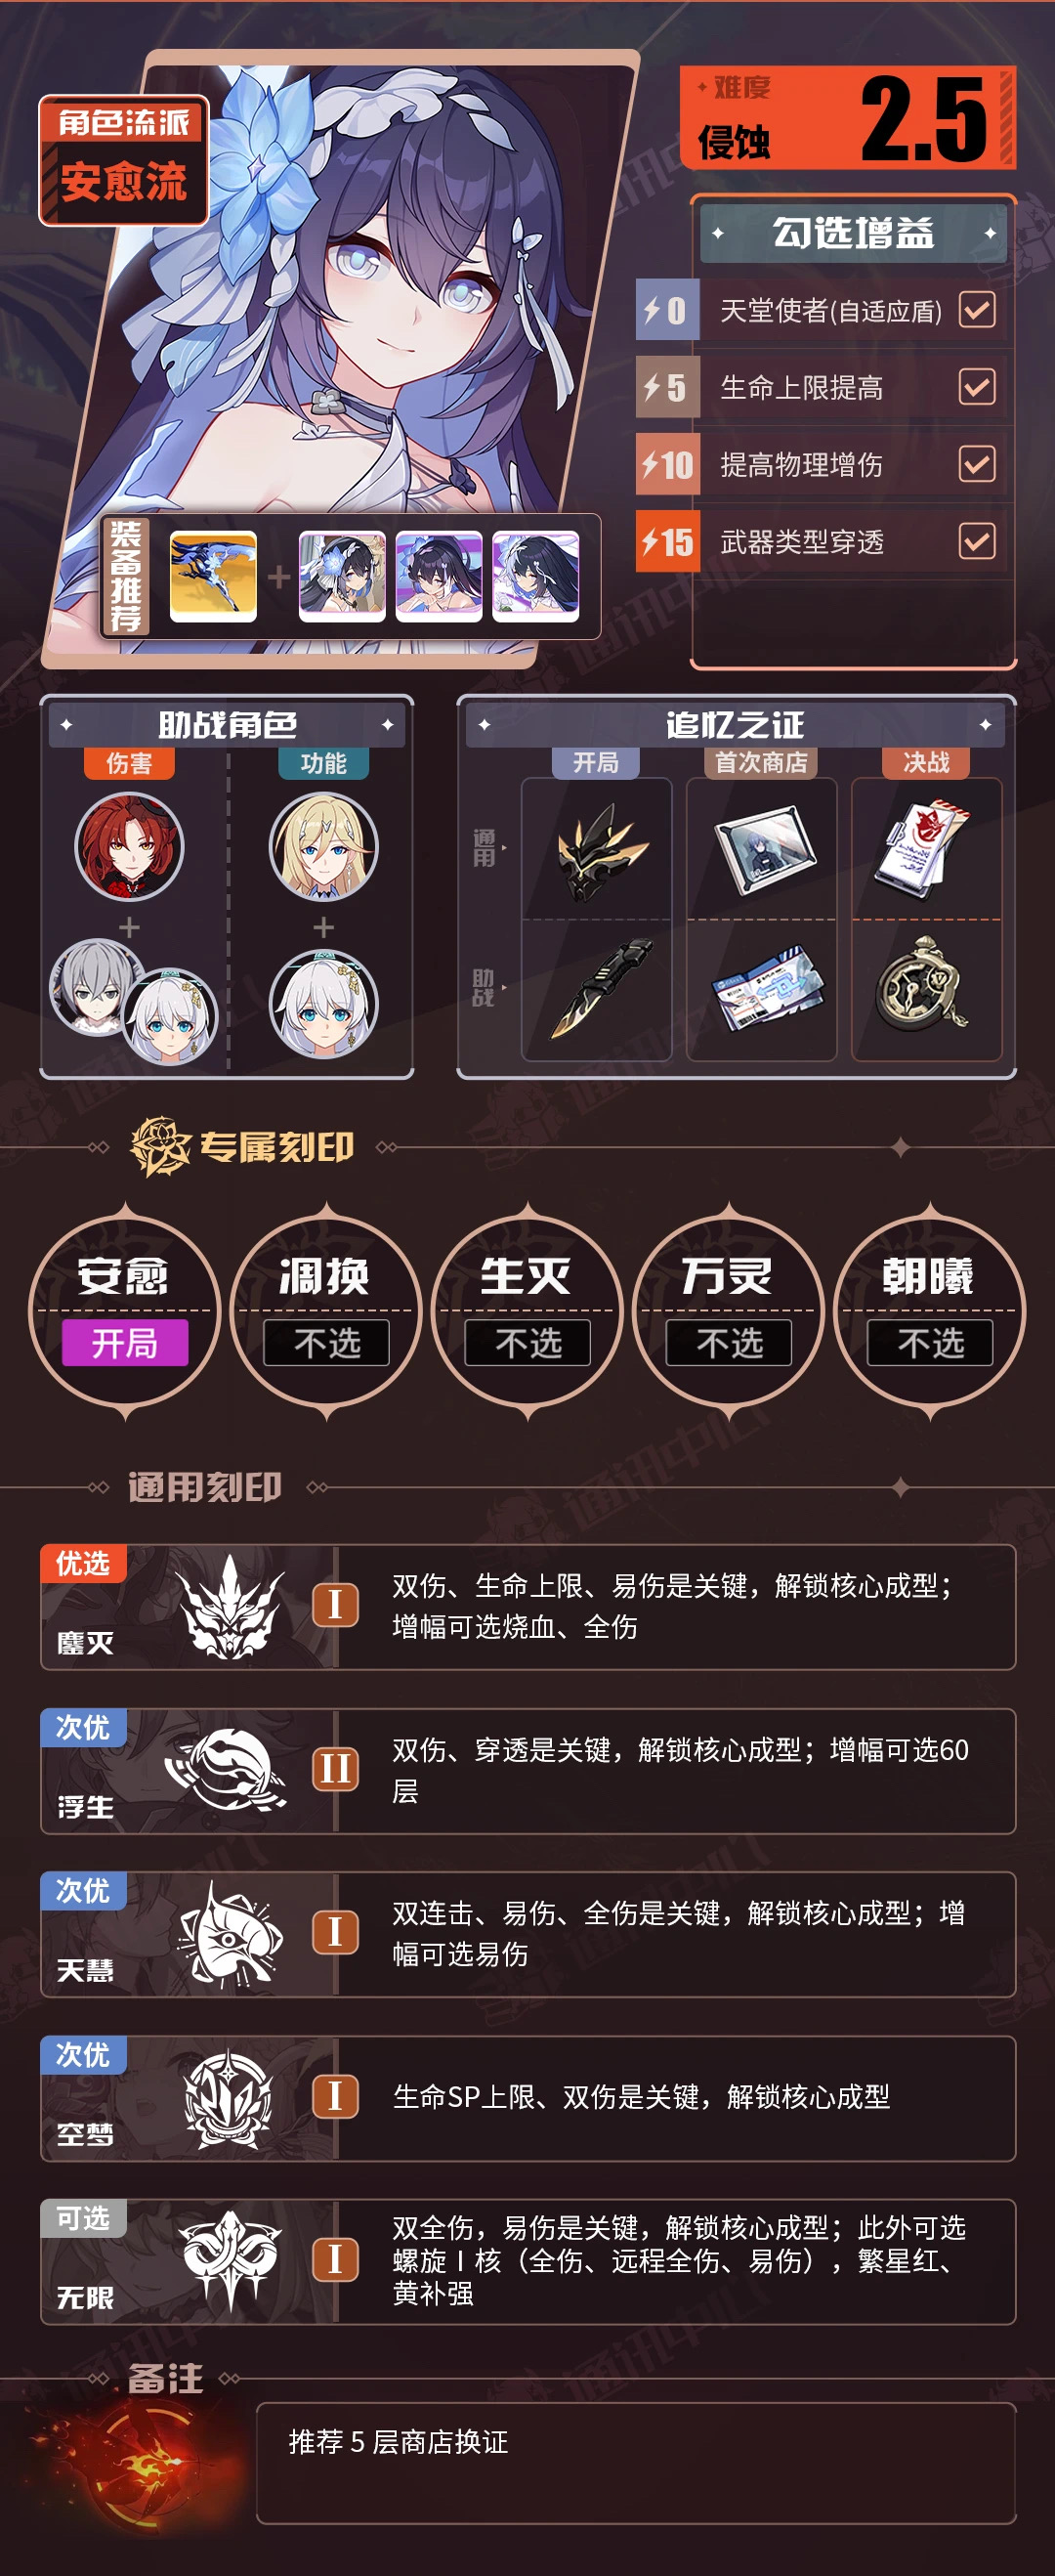 角色流派
安愈流
难度
侵蚀
2.5
勾选增益
0
天堂使者(自适应盾)
5
生命上限提高
10
提高物理增伤
15
武器类型穿透
装备推荐
助战角色
伤害
功能
追忆之证
开局
首次商店
决战
通用
助战
专属刻印
安愈
开局
凋换
不选
生灭
不选
万灵
不选
朝曦
不选
通用刻印
优选
鏖灭
I
双伤、生命上限、易伤是关键，解锁核心成型；
增幅可选烧血、全伤
次优
浮生
II
双伤、穿透是关键，解锁核心成型；增幅可选60
层
次优
天慧
I
双连击、易伤、全伤是关键，解锁核心成型；增
幅可选易伤
次优
空梦
I
生命SP上限、双伤是关键，解锁核心成型
可选
无限
I
双全伤，易伤是关键，解锁核心成型；此外可选
螺旋Ⅰ核（全伤、远程全伤、易伤），繁星红、
黄补强
备注
推荐 5 层商店换证
通讯中心